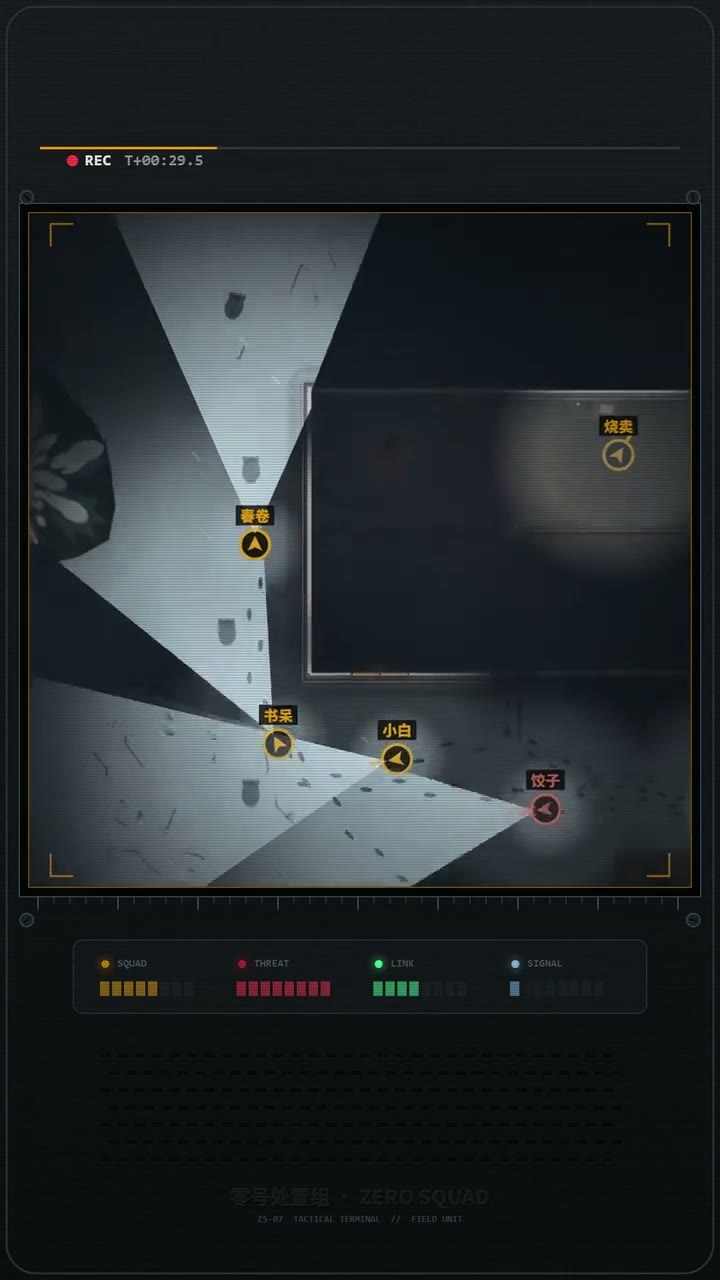 REC T+00:29.5
烧卖
春卷
书呆
小白
饺子
SQUAD THREAT LINK SIGNAL
零号处置组 · ZERO SQUAD
ZS-07 TACTICAL TERMINAL // FIELD UNIT